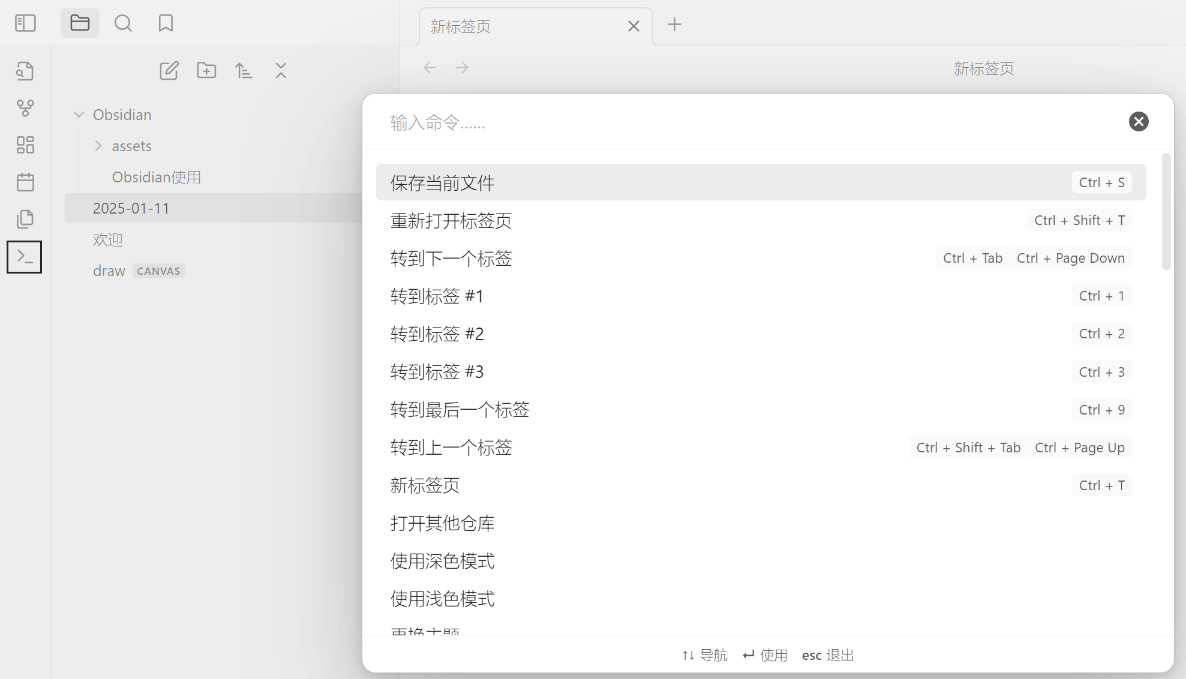 新标签页
新标签页
Obsidian
assets
Obsidian使用
2025-01-11
欢迎
draw CANVAS
输入命令......
保存当前文件 Ctrl + S
重新打开标签页 Ctrl + Shift + T
转到下一个标签 Ctrl + Tab Ctrl + Page Down
转到标签 #1 Ctrl + 1
转到标签 #2 Ctrl + 2
转到标签 #3 Ctrl + 3
转到最后一个标签 Ctrl + 9
转到上一个标签 Ctrl + Shift + Tab Ctrl + Page Up
新标签页 Ctrl + T
打开其他仓库
使用深色模式
使用浅色模式
更换主题
↑↓ 导航 ↵ 使用 esc 退出